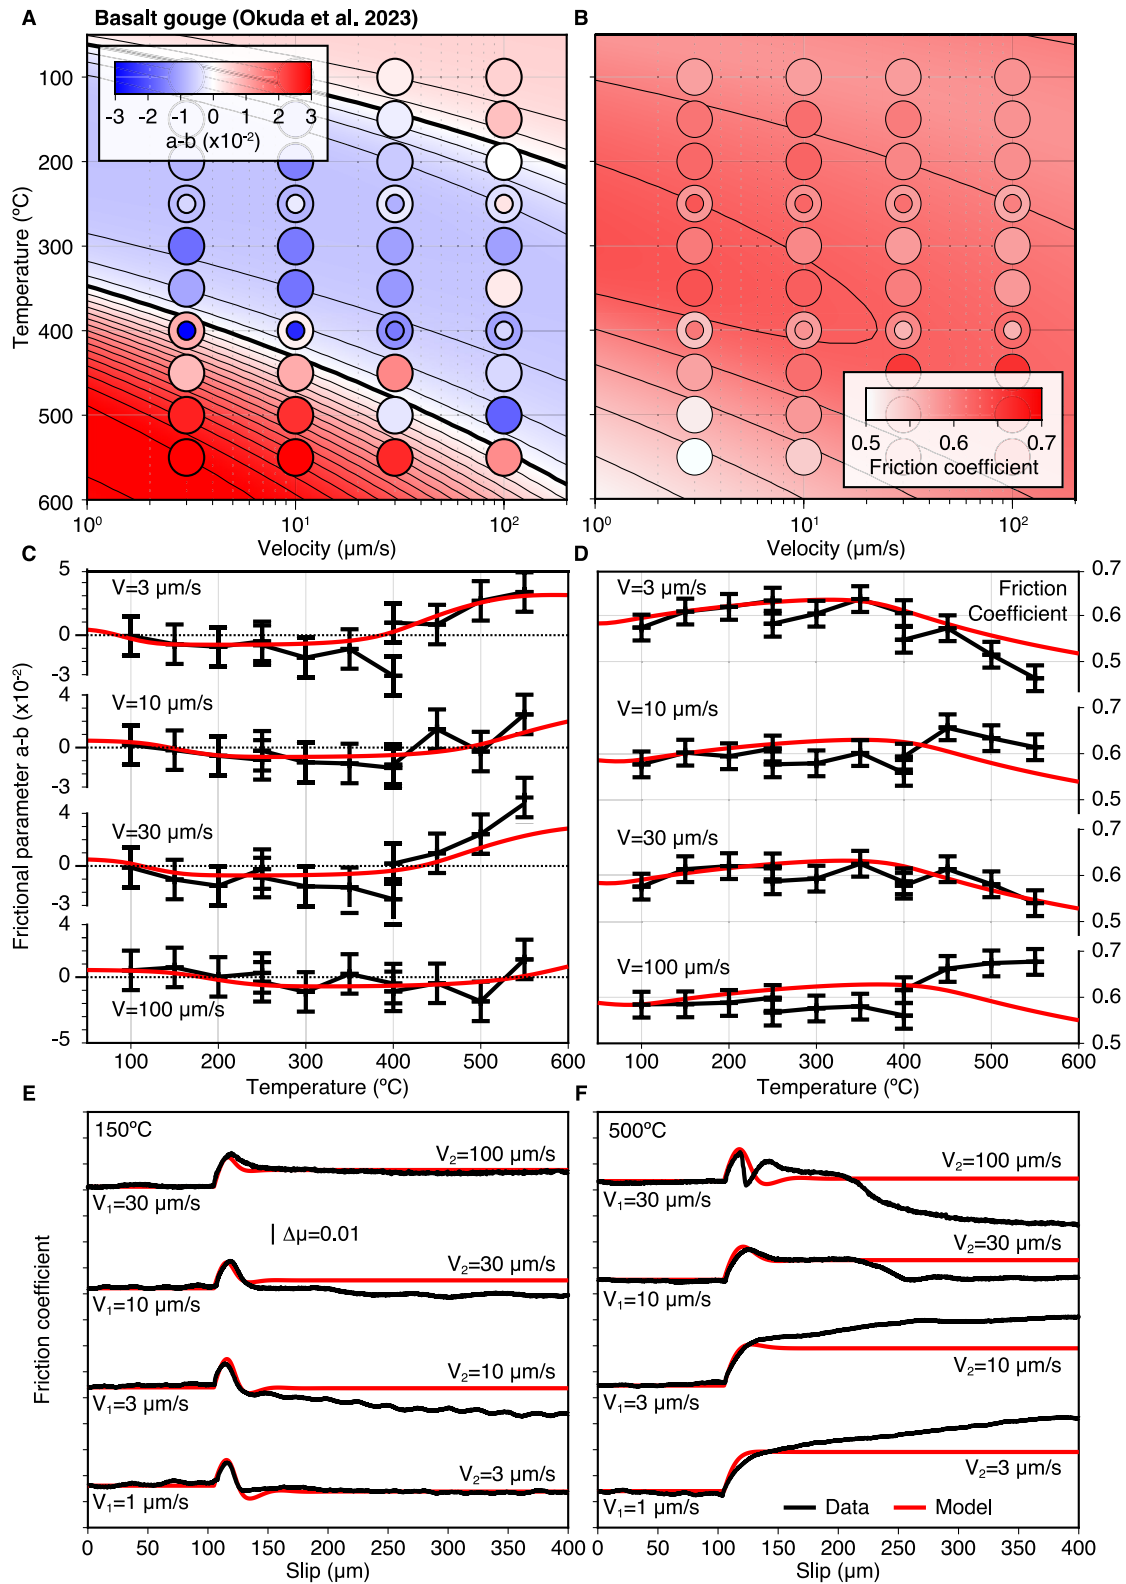 A Basalt gouge (Okuda et al. 2023)
B
-3 -2 -1 0 1 2 3
a-b (x10⁻²)
100
200
300
400
500
600
Temperature (ºC)
10⁰ 10¹ 10²
Velocity (µm/s)
0.5 0.6 0.7
Friction coefficient
10⁰ 10¹ 10²
Velocity (µm/s)
C
5
0
-3
4
0
-3
4
0
-3
4
0
-5
Frictional parameter a-b (x10⁻²)
V=3 µm/s
V=10 µm/s
V=30 µm/s
V=100 µm/s
100 200 300 400 500 600
Temperature (ºC)
D
V=3 µm/s
Friction
Coefficient
V=10 µm/s
V=30 µm/s
V=100 µm/s
0.7
0.6
0.5
0.7
0.6
0.5
0.7
0.6
0.5
0.7
0.6
0.5
100 200 300 400 500 600
Temperature (ºC)
E
150ºC
V₂=100 µm/s
V₁=30 µm/s
Δµ=0.01
V₂=30 µm/s
V₁=10 µm/s
V₂=10 µm/s
V₁=3 µm/s
V₂=3 µm/s
V₁=1 µm/s
Friction coefficient
0 50 100 150 200 250 300 350 400
Slip (µm)
F
500ºC
V₂=100 µm/s
V₁=30 µm/s
V₂=30 µm/s
V₁=10 µm/s
V₂=10 µm/s
V₁=3 µm/s
V₂=3 µm/s
V₁=1 µm/s
Data Model
0 50 100 150 200 250 300 350 400
Slip (µm)